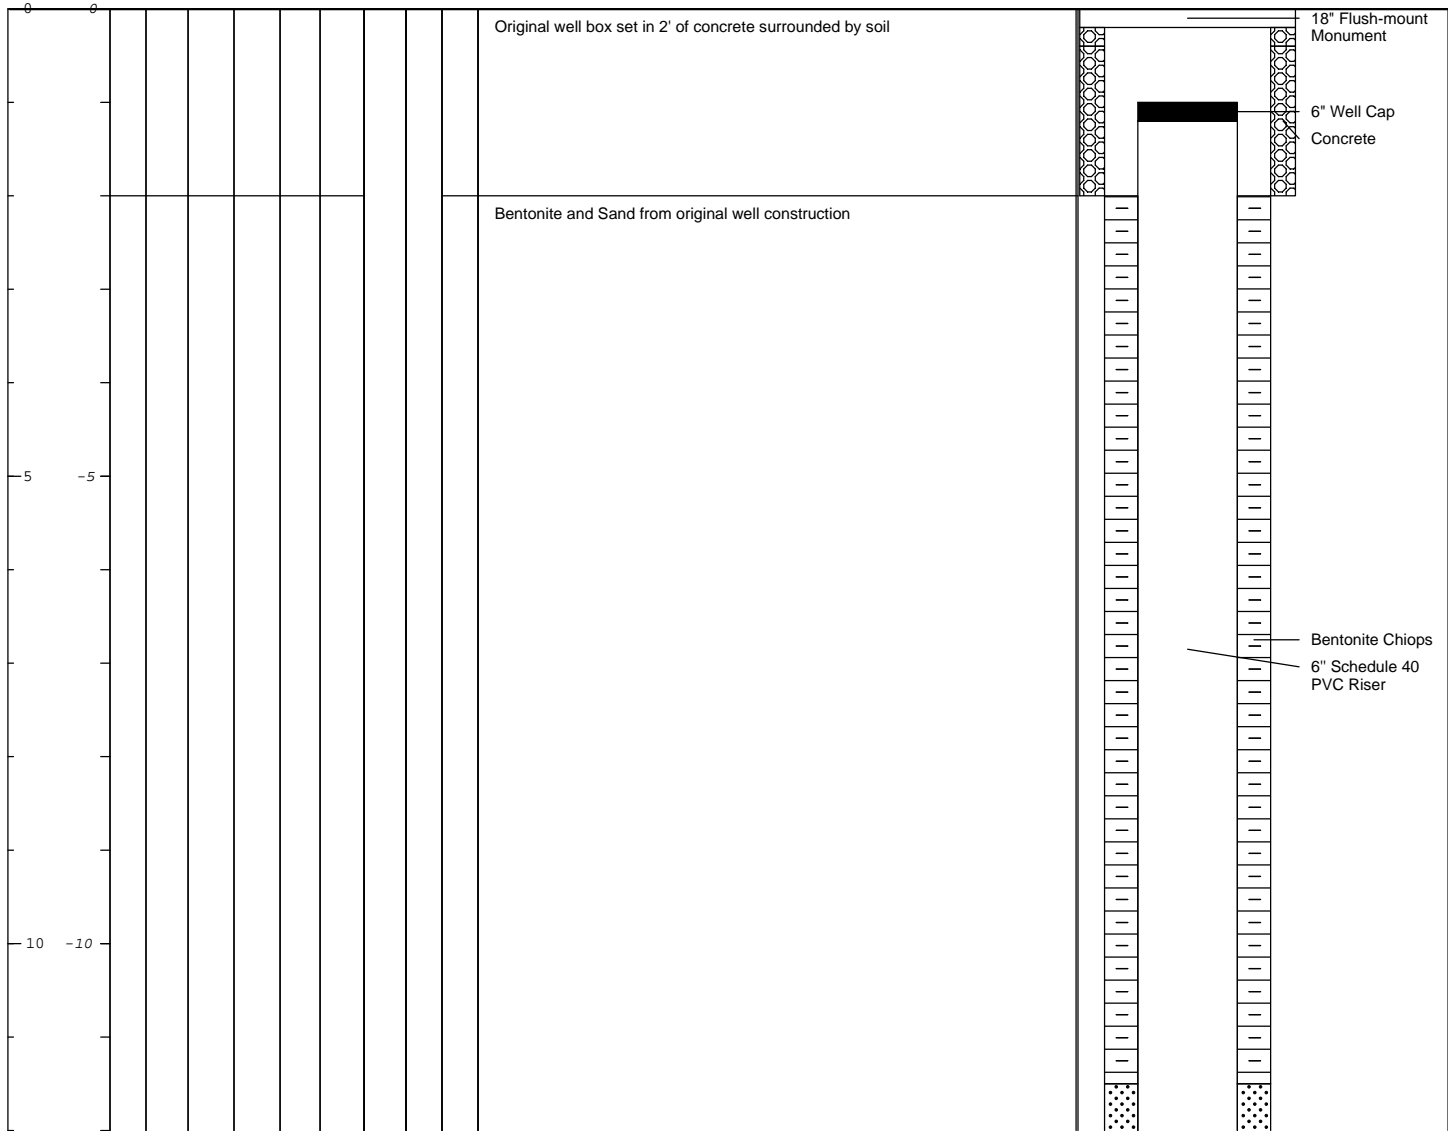 0 0
Original well box set in 2' of concrete surrounded by soil
18" Flush-mount
Monument
6" Well Cap
Concrete
Bentonite and Sand from original well construction
5 -5
Bentonite Chiops
6" Schedule 40
PVC Riser
10 -10